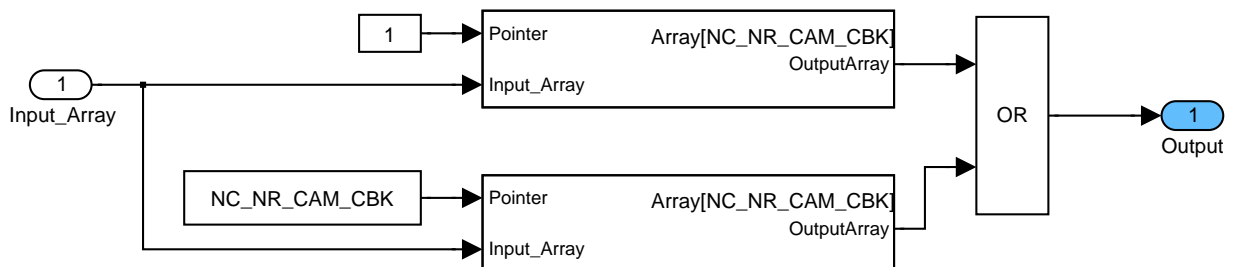 1
Pointer
Array[NC_NR_CAM_CBK]
OutputArray
Input_Array
1
Input_Array
OR
1
Output
NC_NR_CAM_CBK
Pointer
Array[NC_NR_CAM_CBK]
OutputArray
Input_Array